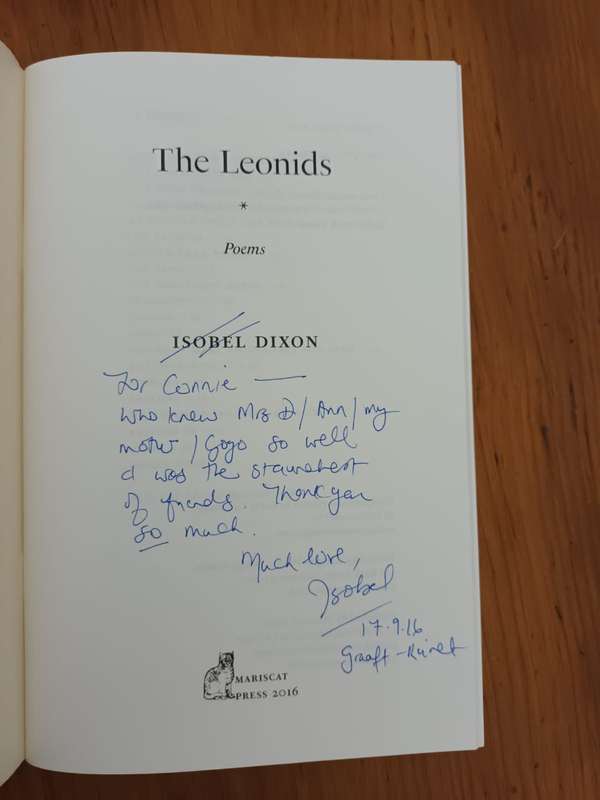 The Leonids
*
Poems
ISOBEL DIXON
For Connie —
who knew Mrs D / Ann / my
mother / Gogo so well
& was the staunchest
of friends. Thank you
so much.
Much love,
Isobel
17.9.16
Graaff-Reinet
MARISCAT
PRESS 2016